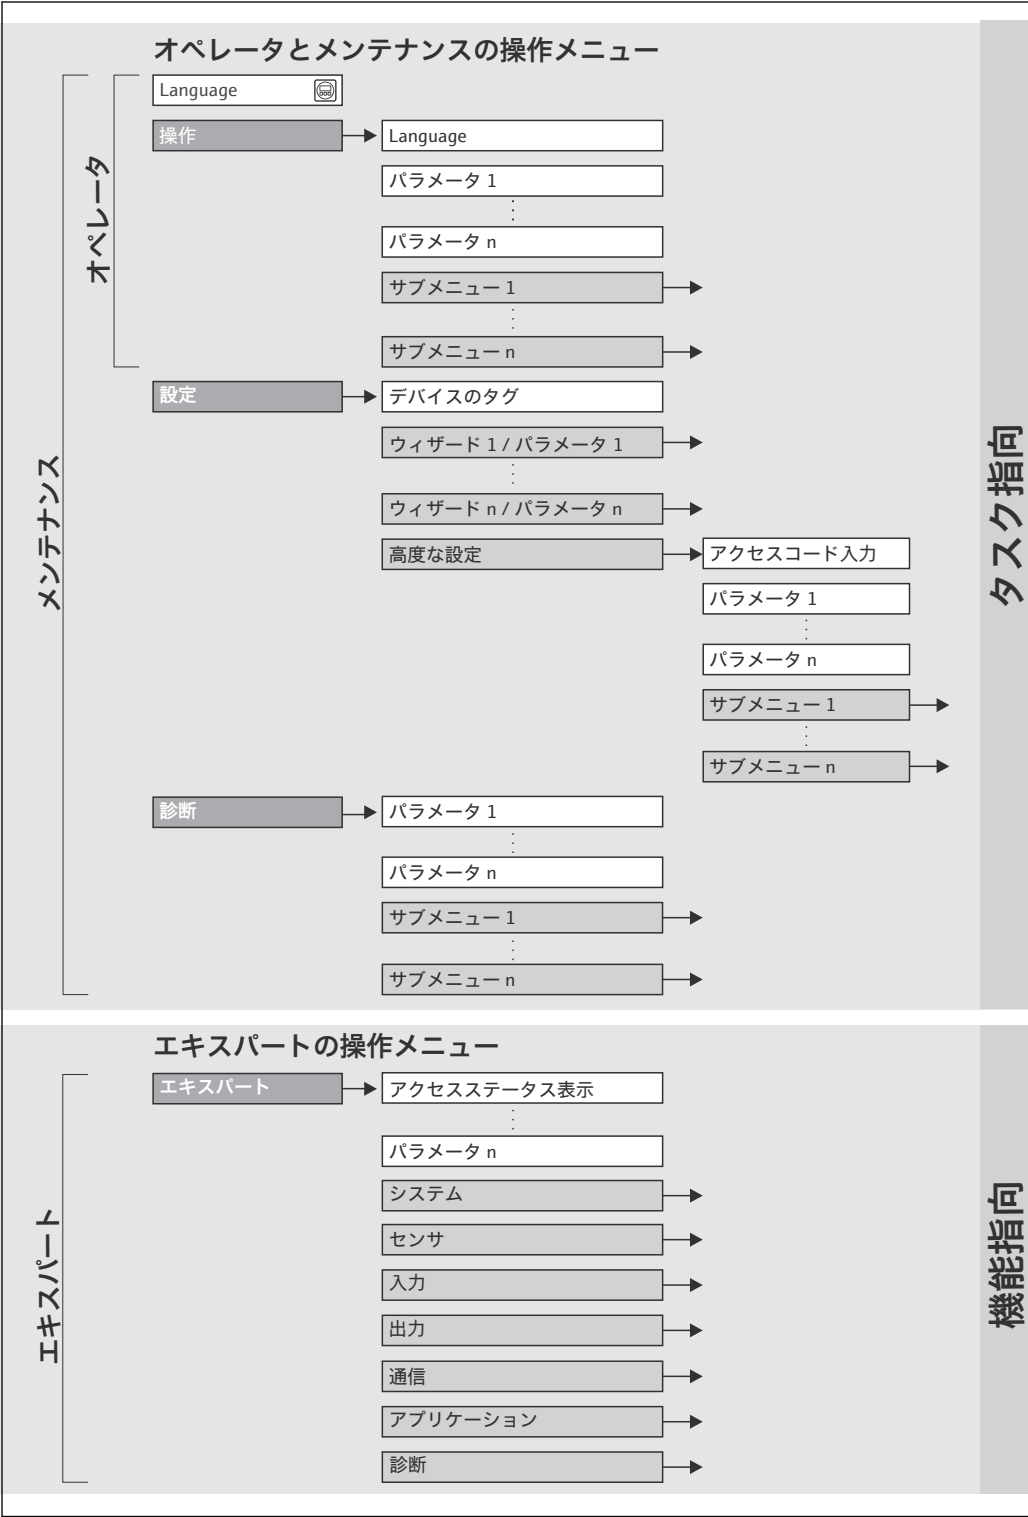 オペレータとメンテナンスの操作メニュー
Language
操作
Language
パラメータ 1
パラメータ n
サブメニュー 1
サブメニュー n
オペレータ
設定
デバイスのタグ
ウィザード 1 / パラメータ 1
ウィザード n / パラメータ n
高度な設定
アクセスコード入力
パラメータ 1
パラメータ n
サブメニュー 1
サブメニュー n
メンテナンス
タスク指向
診断
パラメータ 1
パラメータ n
サブメニュー 1
サブメニュー n
エキスパートの操作メニュー
エキスパート
アクセスステータス表示
パラメータ n
システム
センサ
入力
出力
通信
アプリケーション
診断
エキスパート
機能指向